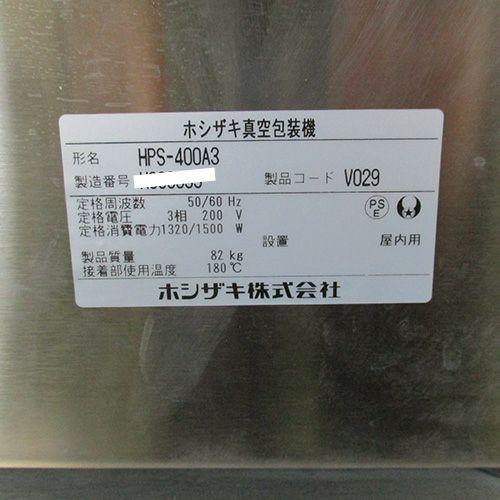 ホシザキ真空包装機
形名 HPS-400A3
製造番号 製品コード V029
定格周波数 50/60 Hz
定格電圧 3相 200 V
定格消費電力1320/1500 W
PS
E
設置 屋内用
製品質量 82 kg
接着部使用温度 180℃
ホシザキ株式会社